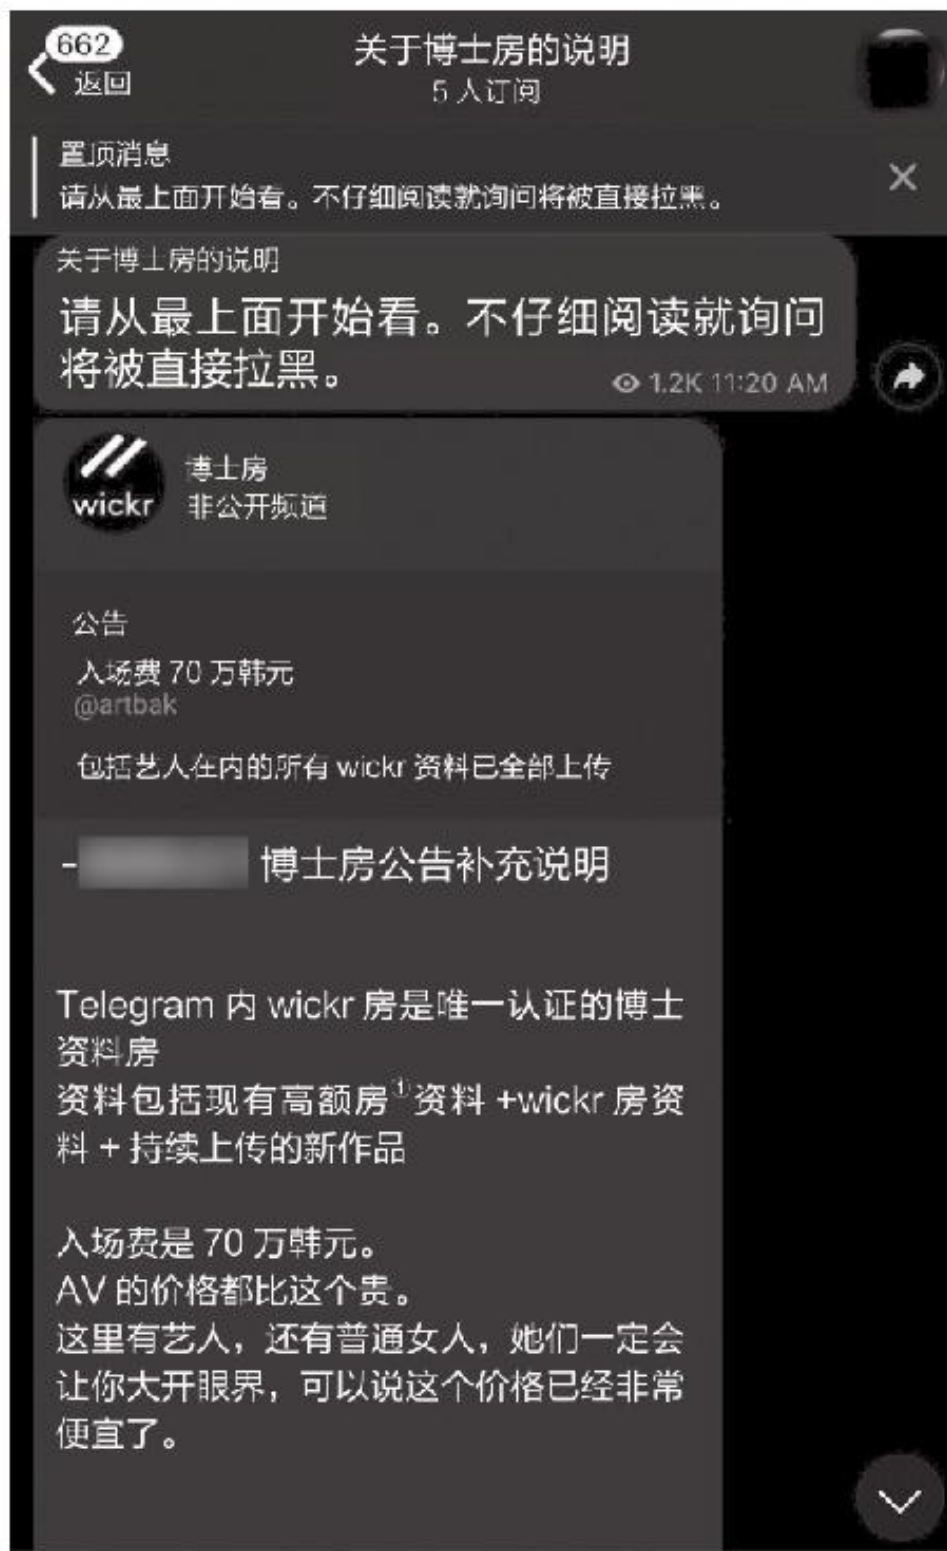 662
返回
关于博士房的说明
5 人订阅
置顶消息
请从最上面开始看。不仔细阅读就询问将被直接拉黑。
关于博士房的说明
请从最上面开始看。不仔细阅读就询问
将被直接拉黑。
1.2K 11:20 AM
wickr
博士房
非公开频道
公告
入场费 70 万韩元
@artbak
包括艺人在内的所有 wickr 资料已全部上传
- 博士房公告补充说明
Telegram 内 wickr 房是唯一认证的博士
资料房
资料包括现有高额房①资料 +wickr 房资
料 + 持续上传的新作品
入场费是 70 万韩元。
AV 的价格都比这个贵。
这里有艺人，还有普通女人，她们一定会
让你大开眼界，可以说这个价格已经非常
便宜了。